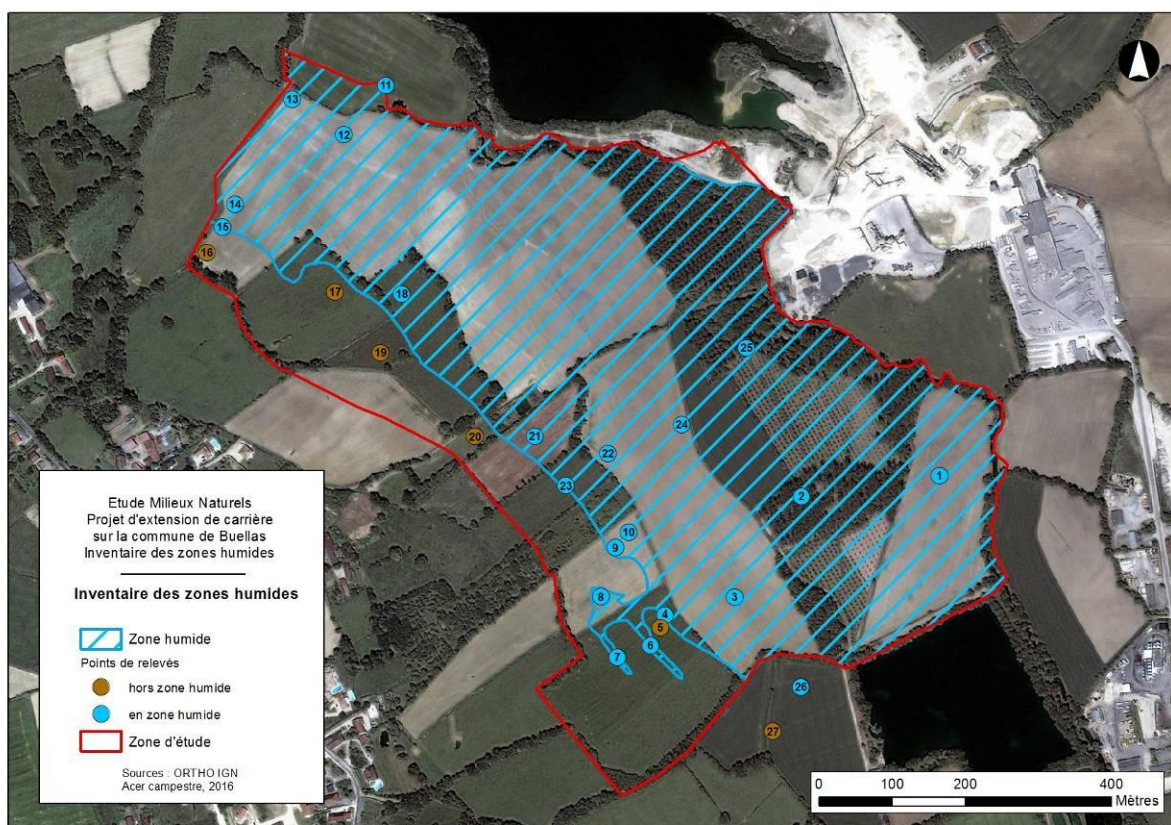 11
13
12
14
15
16
17
18
19
25
20
21
24
22
1
23
2
10
9
8
3
4
5
6
7
26
27
Etude Milieux Naturels
Projet d'extension de carrière
sur la commune de Buellas
Inventaire des zones humides
Inventaire des zones humides
Zone humide
Points de relevés
hors zone humide
en zone humide
Zone d'étude
Sources : ORTHO IGN
Acer campestre, 2016
0 100 200 400
Mètres